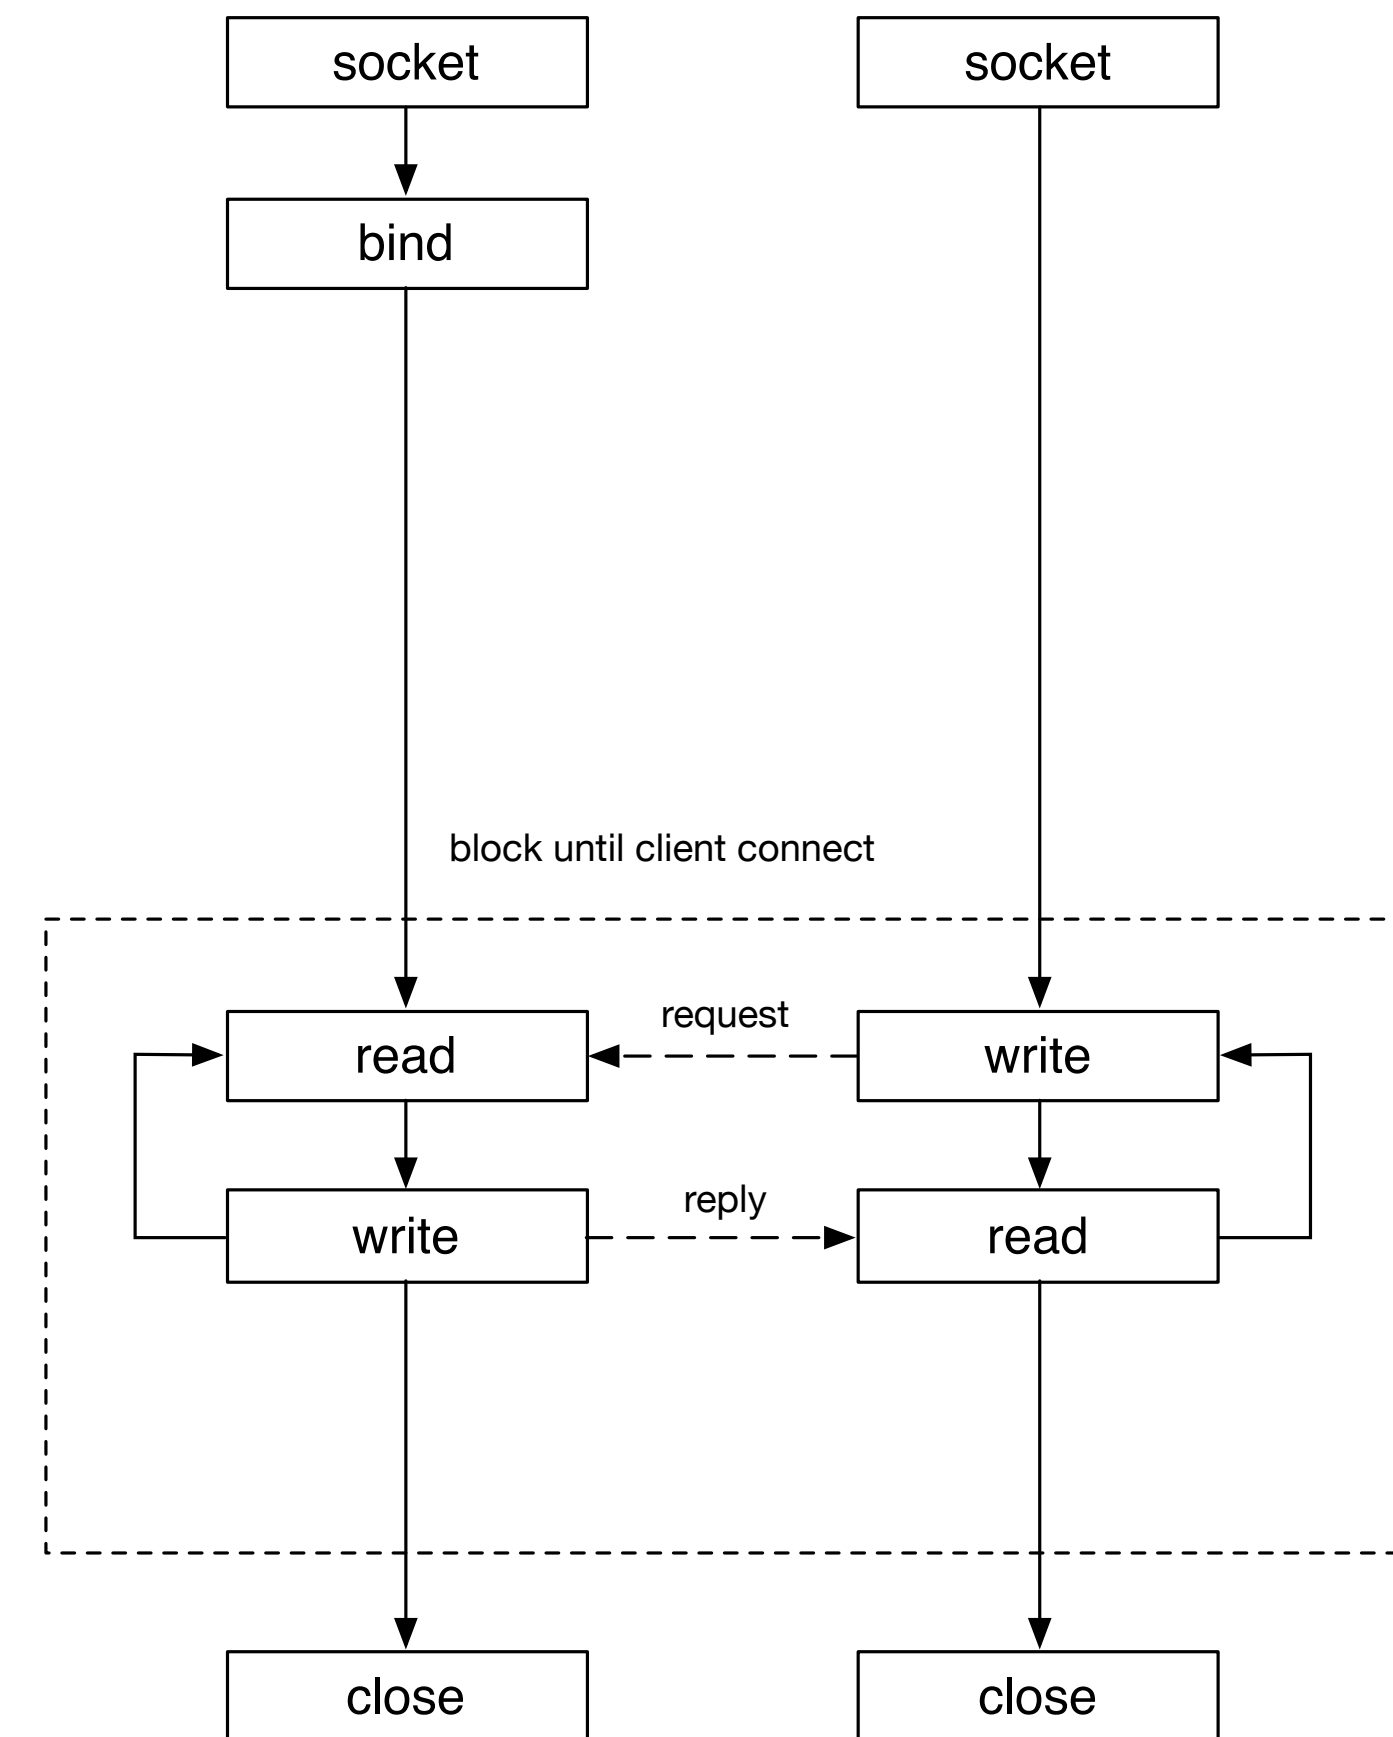 socket
socket
bind
block until client connect
request
read
write
reply
write
read
close
close